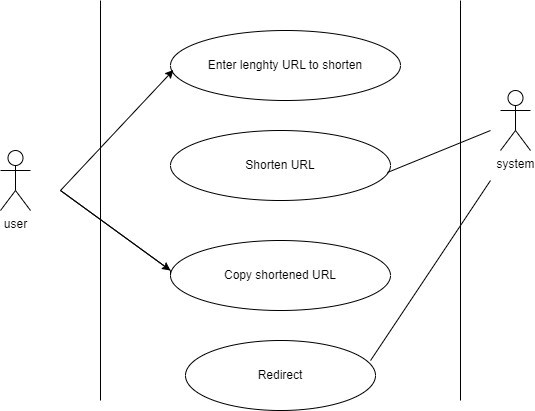 Enter lenghty URL to shorten
Shorten URL
system
user
Copy shortened URL
Redirect